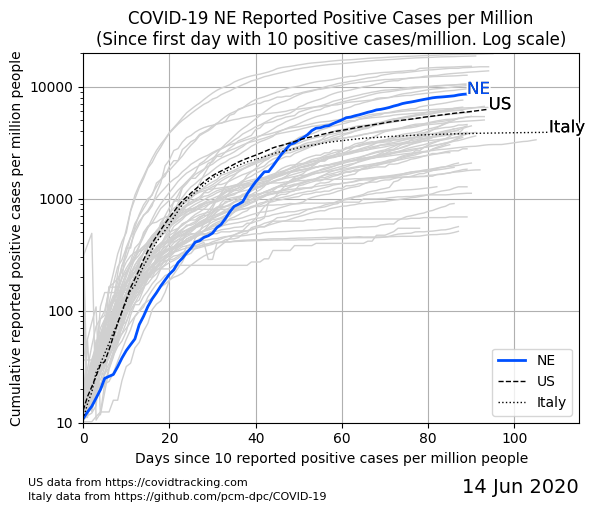 COVID-19 NE Reported Positive Cases per Million
(Since first day with 10 positive cases/million. Log scale)
Cumulative reported positive cases per million people
10000
1000
100
10
NE
US
Italy
NE
US
Italy
0
20
40
60
80
100
Days since 10 reported positive cases per million people
US data from https://covidtracking.com
Italy data from https://github.com/pcm-dpc/COVID-19
14 Jun 2020